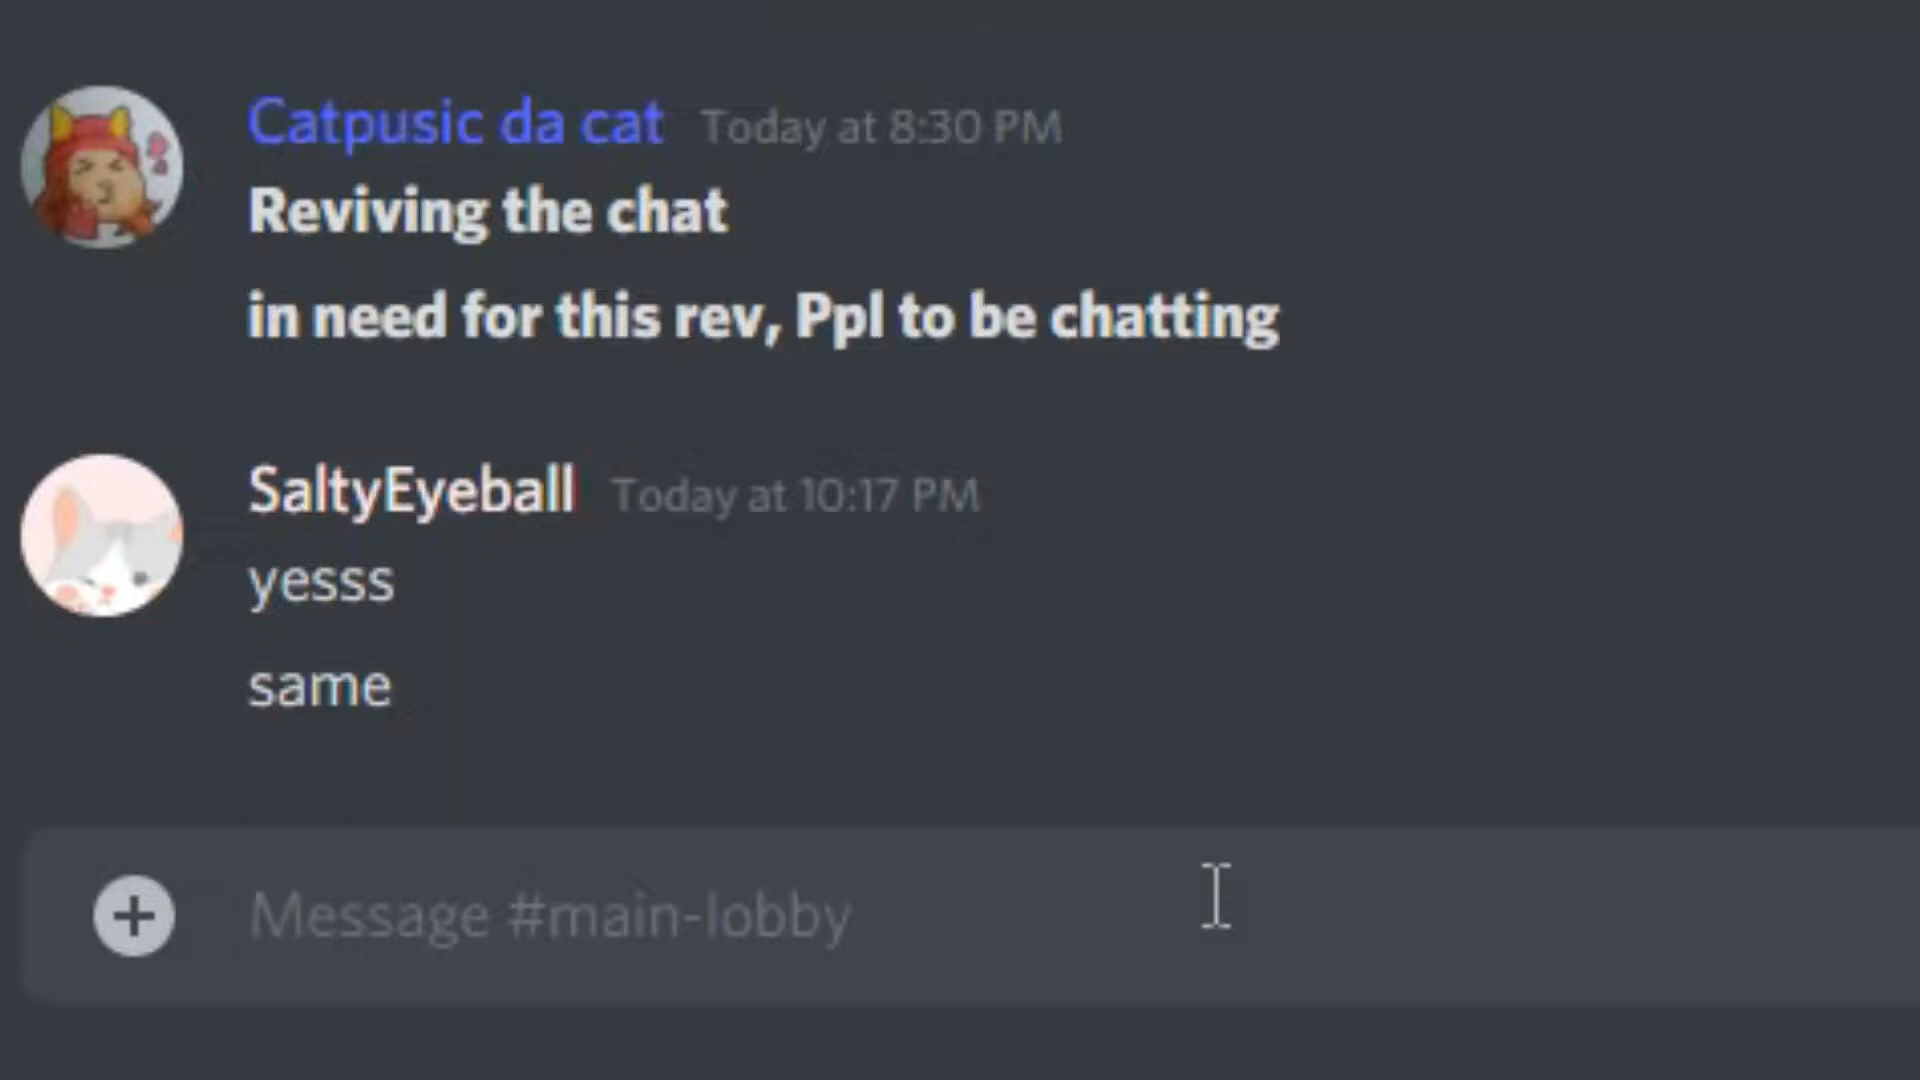 Catpusic da cat Today at 8:30 PM
Reviving the chat
in need for this rev, Ppl to be chatting
SaltyEyeball Today at 10:17 PM
yesss
same
Message #main-lobby